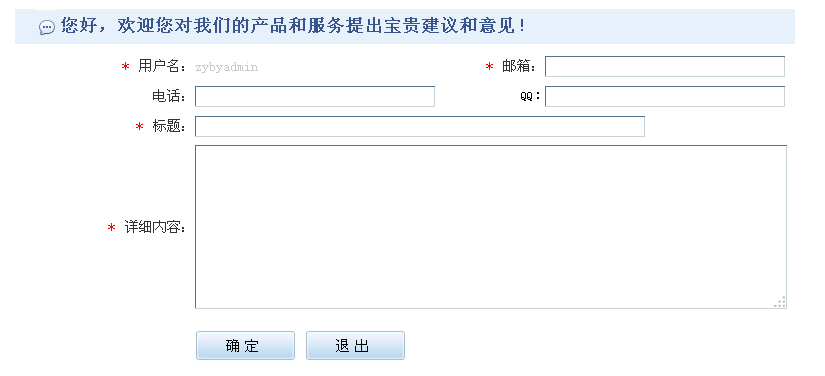 您好，欢迎您对我们的产品和服务提出宝贵建议和意见！
* 用户名：zybyadmin * 邮箱：
电话： QQ：
* 标题：
* 详细内容：
确 定 退 出